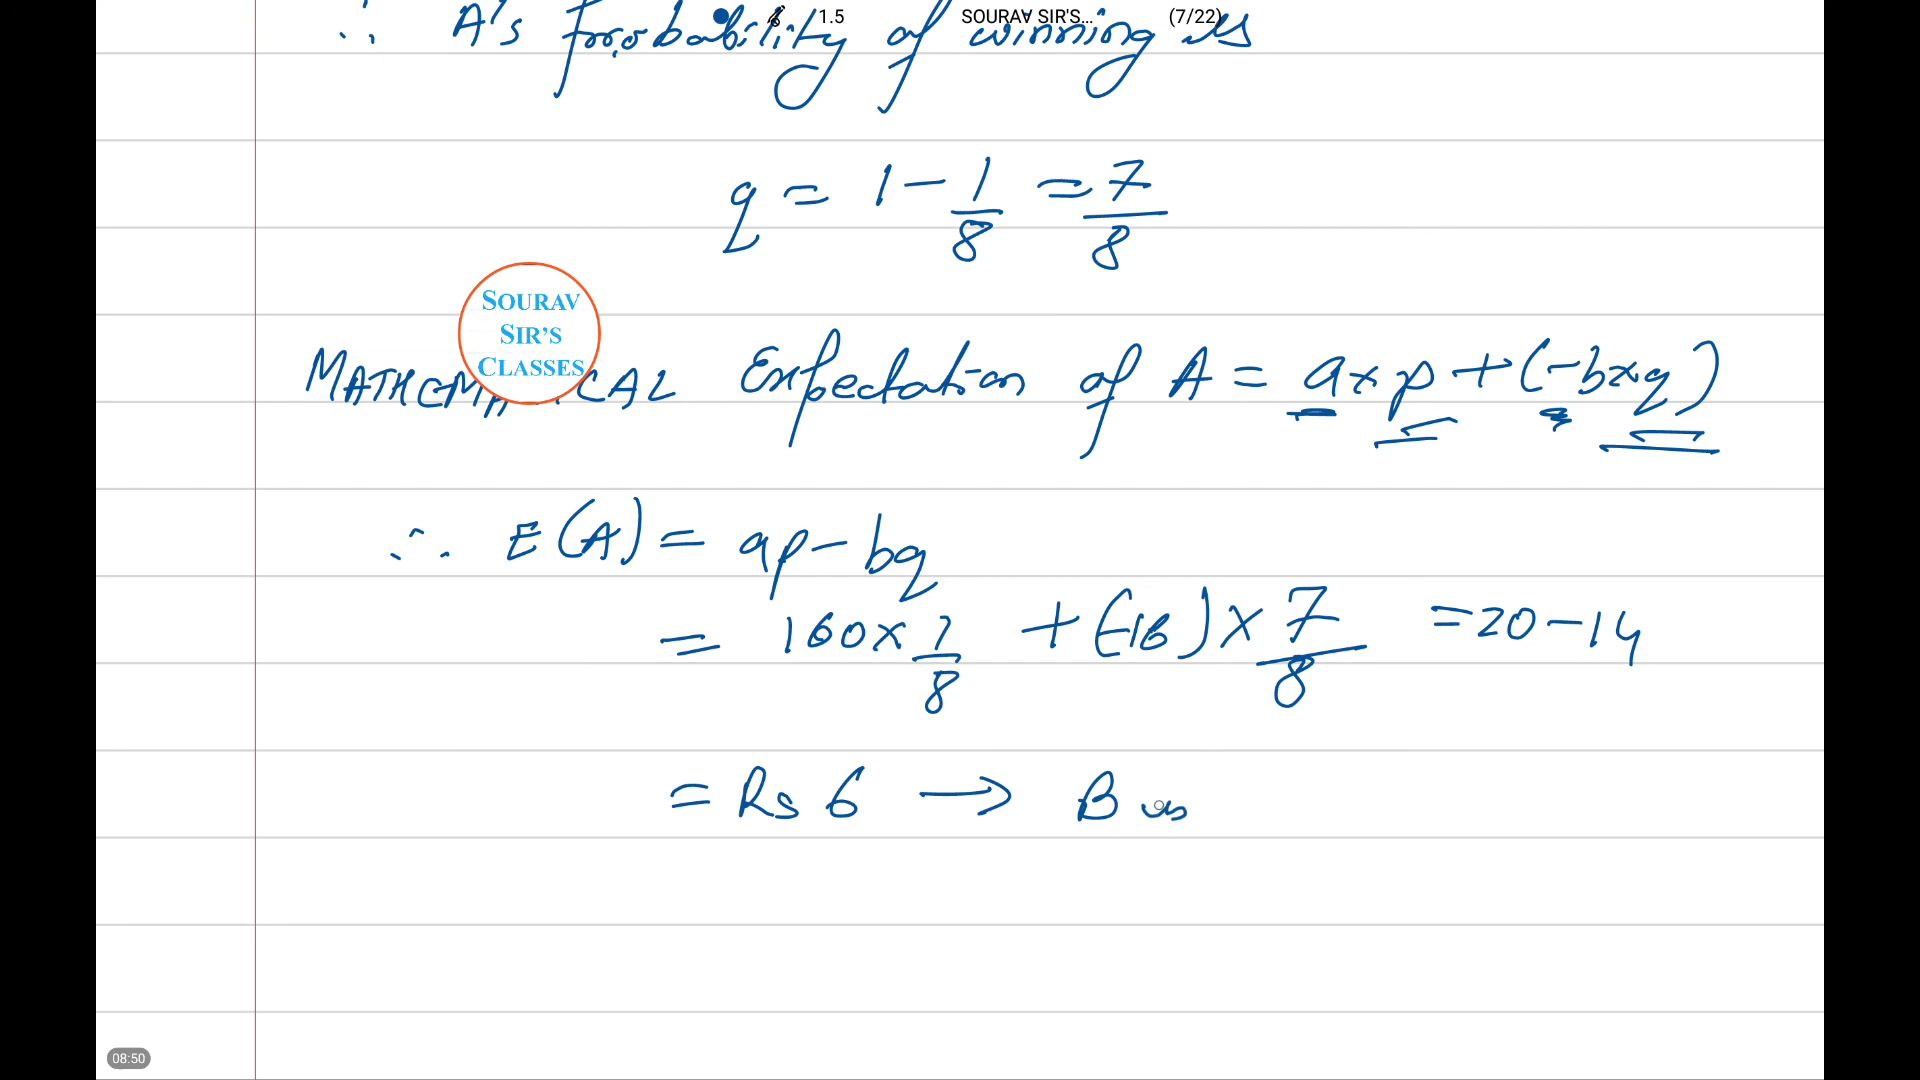 1.5 SOURAV SIR'S... (7/22)
∴ A's Probability of winning is
q = 1 - 1/8 = 7/8
SOURAV
SIR'S
CLASSES
MATHEMATICAL Expectation of A = a x p + (-b x q)
∴ E(A) = ap - bq
= 160 x 1/8 + (-16) x 7/8 = 20 - 14
= Rs 6 → B
08:50